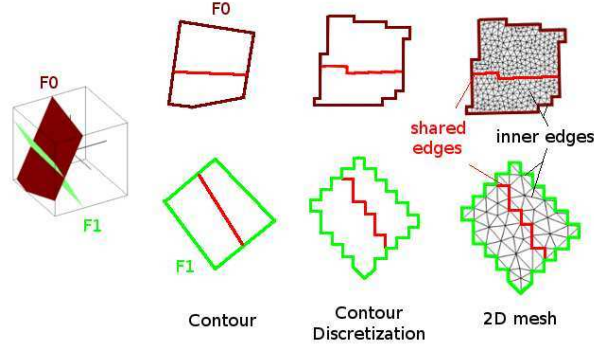 F0
F0
shared
edges
inner edges
F1
F1
Contour
Contour
Discretization
2D mesh